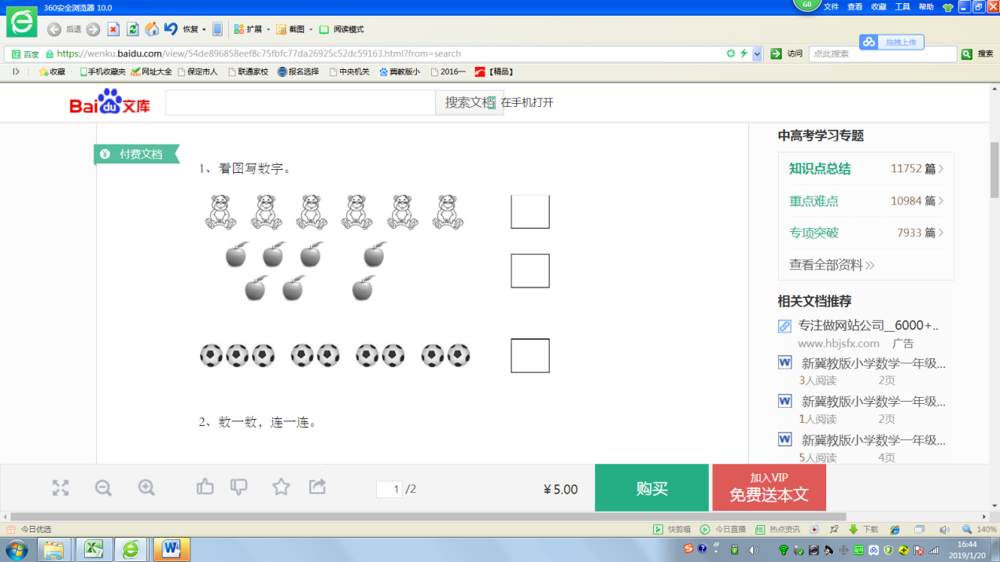 360安全浏览器 10.0
68
文件 查看 收藏 工具 帮助
后退 恢复 扩展 截图 阅读模式
拖拽上传
百度 https://wenku.baidu.com/view/54de896858eef8c75fbfc77da26925c52dc59163.html?from=search 访问 点此搜索 搜索
收藏 手机收藏夹 网址大全 保定市人 联通家校 报名选择 中央机关 冀教版小 2016一 【精品】
Baidu文库 搜索文档 在手机打开
¥ 付费文档
1、看图写数字。
2、数一数，连一连。
中高考学习专题
知识点总结 11752 篇
重点难点 10984 篇
专项突破 7933 篇
查看全部资料
相关文档推荐
专注做网站公司__6000+..
www.hbjsfx.com 广告
新冀教版小学数学一年级...
3人阅读 2页
新冀教版小学数学一年级...
1人阅读 2页
新冀教版小学数学一年级...
5人阅读 4页
1 /2
¥5.00
购买
加入VIP
免费送本文
今日优选 快剪辑 今日直播 热点资讯 下载 140%
16:44
2019/1/20